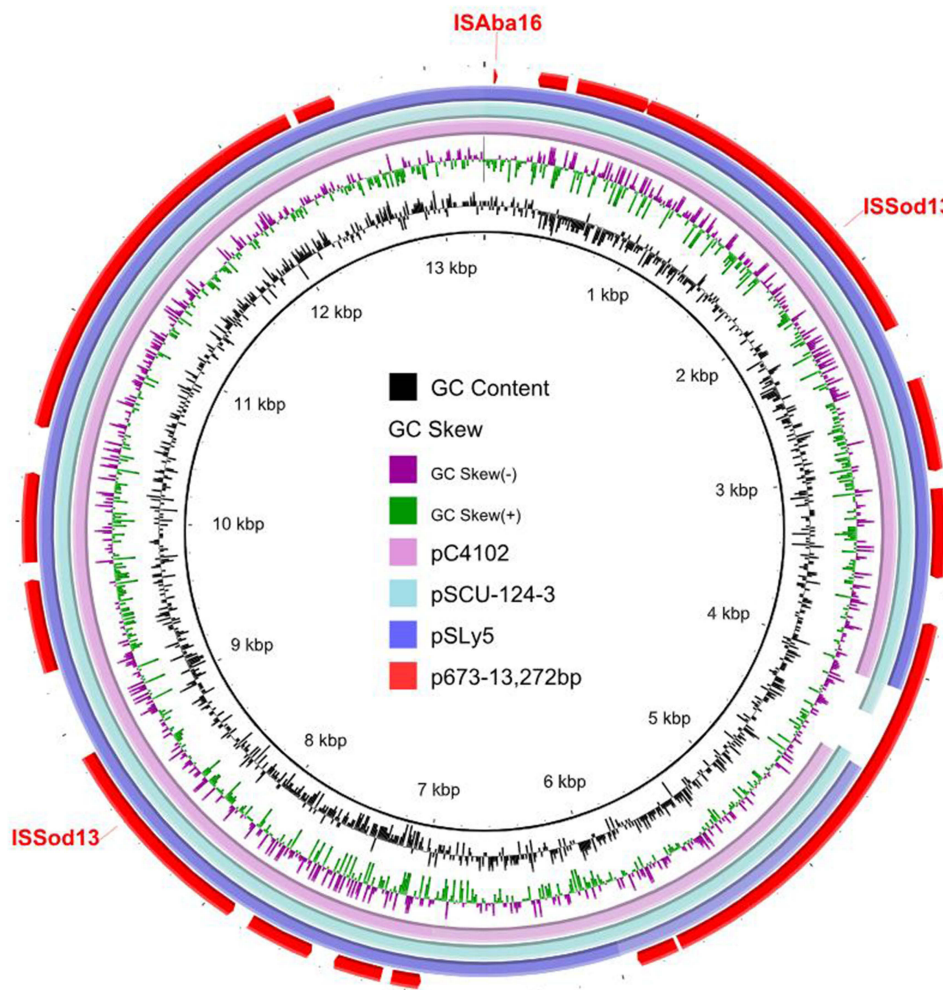 ISAba16
ISSod13
13 kbp
1 kbp
12 kbp
2 kbp
11 kbp
GC Content
GC Skew
GC Skew(-)
3 kbp
10 kbp
GC Skew(+)
pC4102
pSCU-124-3
4 kbp
pSLy5
9 kbp
p673-13,272bp
5 kbp
8 kbp
6 kbp
7 kbp
ISSod13